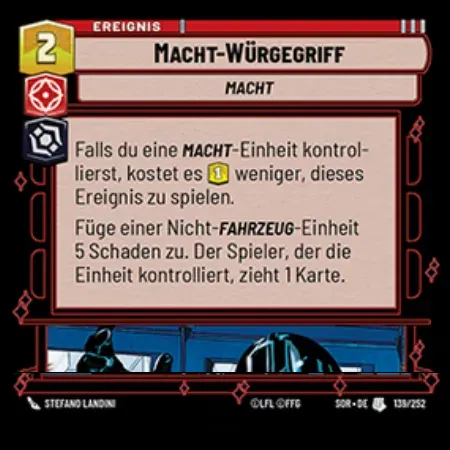 EREIGNIS
2
MACHT-WÜRGEGRIFF
MACHT
Falls du eine MACHT-Einheit kontrol-
lierst, kostet es 1 weniger, dieses
Ereignis zu spielen.
Füge einer Nicht-FAHRZEUG-Einheit
5 Schaden zu. Der Spieler, der die
Einheit kontrolliert, zieht 1 Karte.
STEFANO LANDINI ©LFL ©FFG SOR • DE 139/252